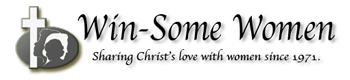 Win-Some Women
Sharing Christ's love with women since 1971.